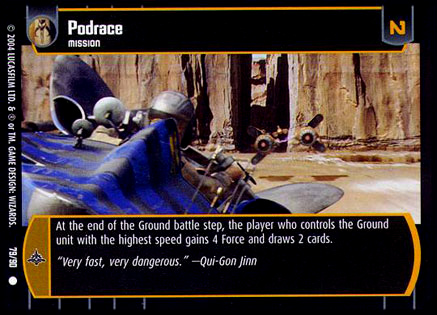 Podrace
MISSION
N
At the end of the Ground battle step, the player who controls the Ground
unit with the highest speed gains 4 Force and draws 2 cards.
"Very fast, very dangerous." —Qui-Gon Jinn
© 2004 LUCASFILM LTD. & ® or TM. GAME DESIGN: WIZARDS.
79/90